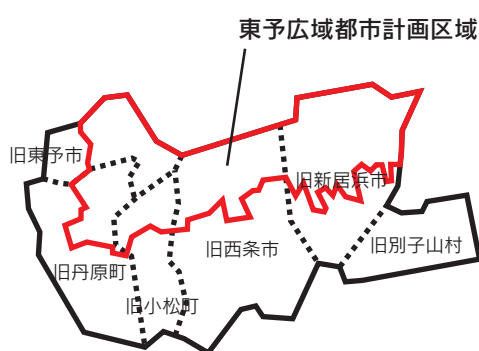 東予広域都市計画区域
旧東予市
旧新居浜市
旧西条市
旧別子山村
旧丹原町
旧小松町